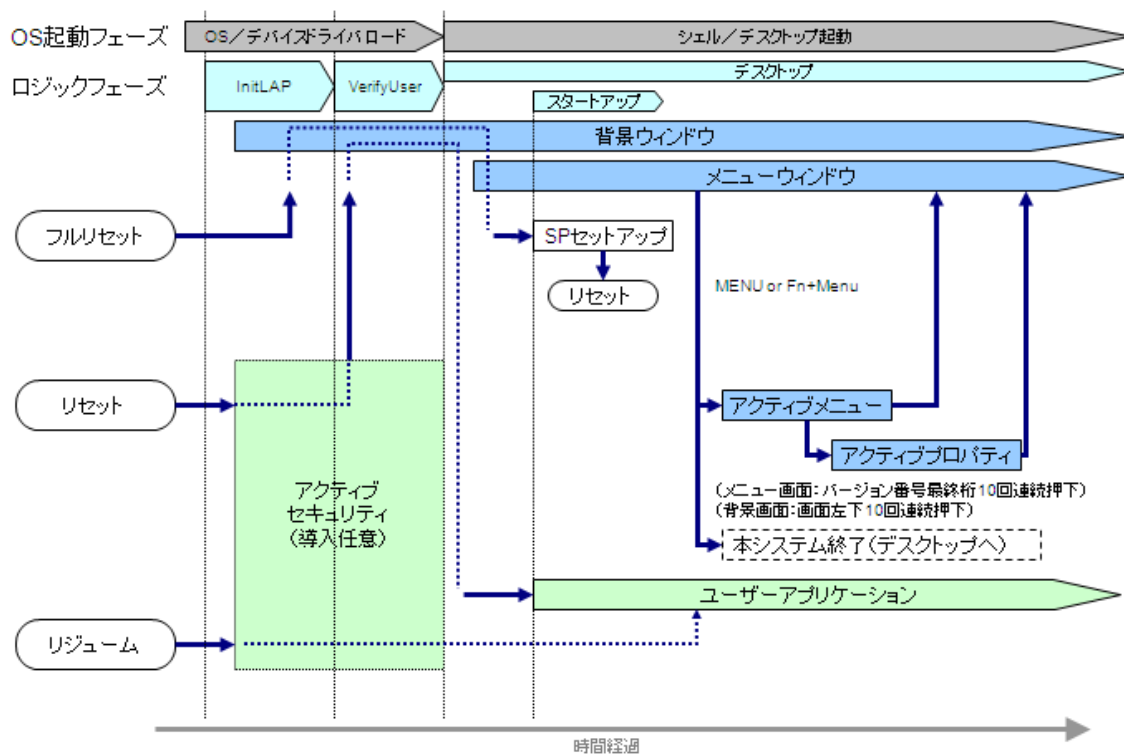 OS起動フェーズ
OS／デバイスドライバロード
シェル／デスクトップ起動
ロジックフェーズ
InitLAP
VerifyUser
デスクトップ
スタートアップ
背景ウィンドウ
メニューウィンドウ
フルリセット
SPセットアップ
リセット
MENU or Fn+Menu
リセット
アクティブメニュー
アクティブプロパティ
アクティブ
セキュリティ
（導入任意）
（メニュー画面：バージョン番号最終桁10回連続押下）
（背景画面：画面左下10回連続押下）
本システム終了（デスクトップへ）
ユーザーアプリケーション
リジューム
時間経過